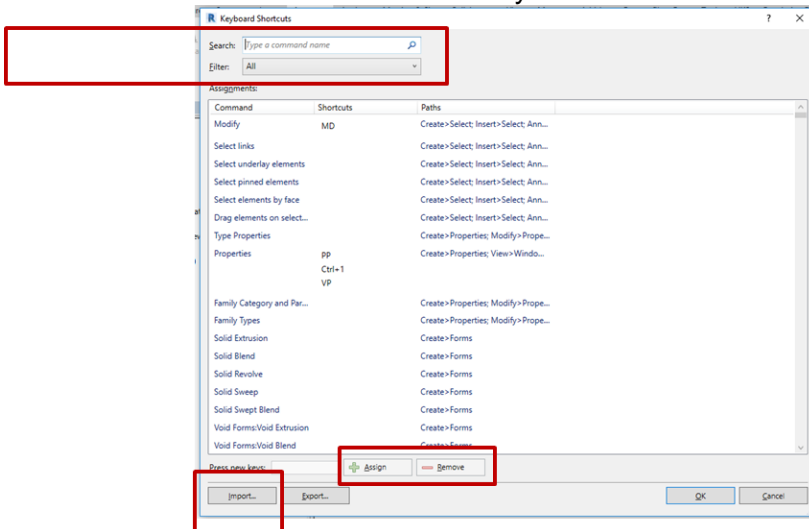 Keyboard Shortcuts
? X
Search: Type a command name
Filter: All
Assignments:
Command Shortcuts Paths
Modify MD Create>Select; Insert>Select; Ann...
Select links Create>Select; Insert>Select; Ann...
Select underlay elements Create>Select; Insert>Select; Ann...
Select pinned elements Create>Select; Insert>Select; Ann...
Select elements by face Create>Select; Insert>Select; Ann...
Drag elements on select... Create>Select; Insert>Select; Ann...
Type Properties Create>Properties; Modify>Prope...
Properties pp Create>Properties; View>Windo...
Ctrl+1
VP
Family Category and Par... Create>Properties; Modify>Prope...
Family Types Create>Properties; Modify>Prope...
Solid Extrusion Create>Forms
Solid Blend Create>Forms
Solid Revolve Create>Forms
Solid Sweep Create>Forms
Solid Swept Blend Create>Forms
Void Forms:Void Extrusion Create>Forms
Void Forms:Void Blend Create>Forms
Press new keys: Assign Remove
Import... Export... OK Cancel